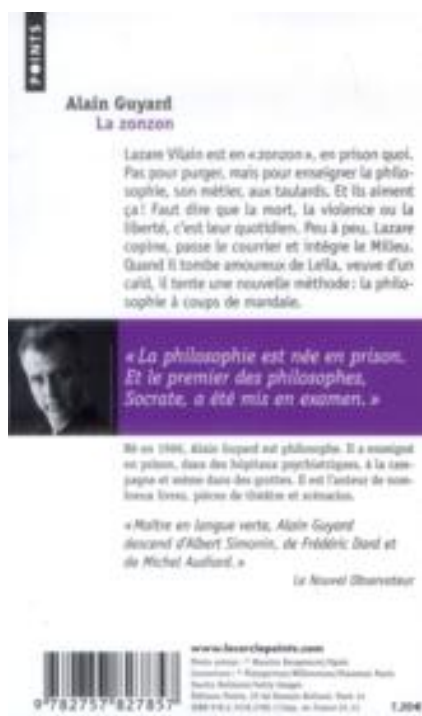 POINTS
Alain Guyard
La zonzon
Lazare Vilain est en « zonzon », en prison quoi.
Pas pour purger, mais pour enseigner la philo-
sophie, son métier, aux taulards. Et ils aiment
ça ! Faut dire que la mort, la violence ou la
liberté, c'est leur quotidien. Peu à peu, Lazare
copine, passe le courrier et intègre le Milieu.
Quand il tombe amoureux de Leïla, veuve d'un
caïd, il tente une nouvelle méthode : la philo-
sophie à coups de mandale.
« La philosophie est née en prison.
Et le premier des philosophes,
Socrate, a été mis en examen. »
Né en 1966, Alain Guyard est philosophe. Il a enseigné
en prison, dans des hôpitaux psychiatriques, à la cam-
pagne et même dans des grottes. Il est l'auteur de nom-
breux livres, pièces de théâtre et scénarios.
« Maître en langue verte, Alain Guyard
descend d'Albert Simonin, de Frédéric Dard et
de Michel Audiard. »
Le Nouvel Observateur
www.lecerclepoints.com
9 782757 827857